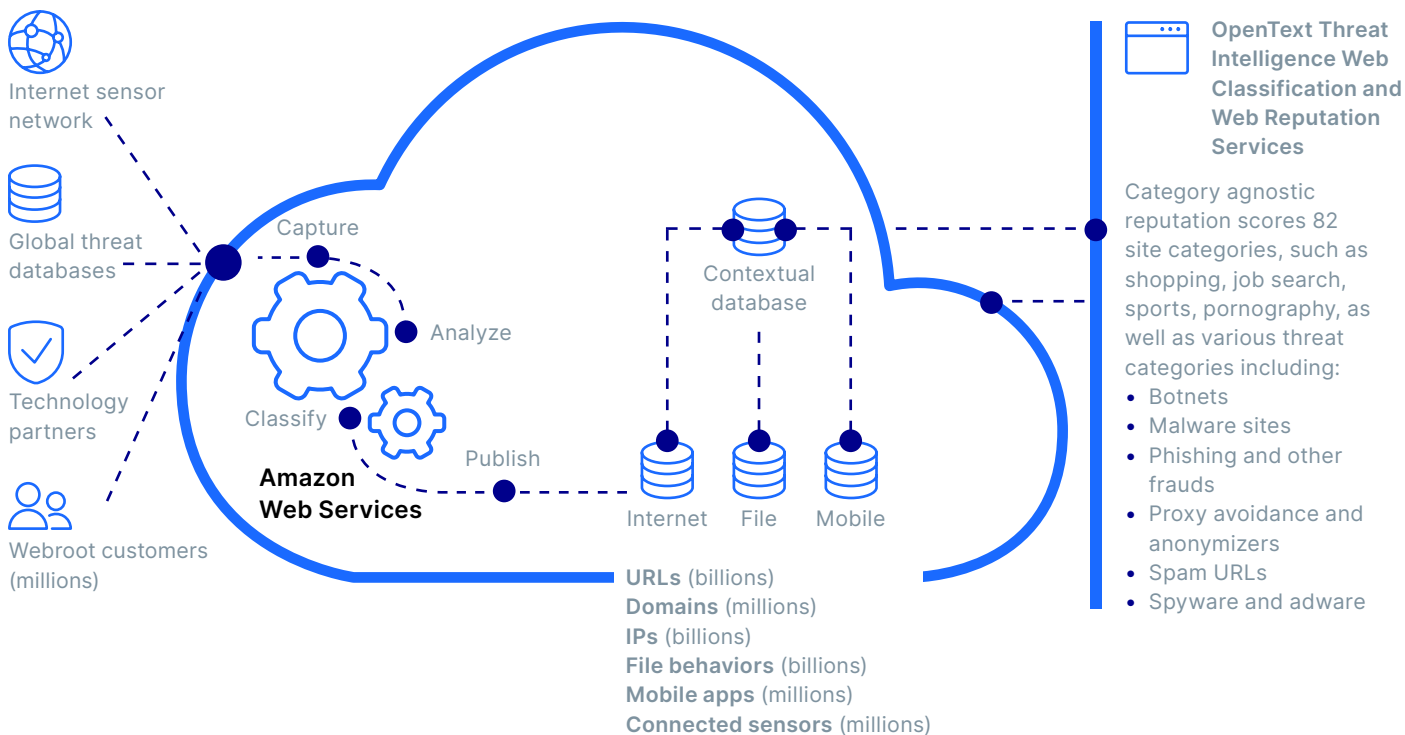 Internet sensor
network
Global threat
databases
Technology
partners
Webroot customers
(millions)
Capture
Analyze
Classify
Publish
Amazon
Web Services
Contextual
database
Internet
File
Mobile
URLs (billions)
Domains (millions)
IPs (billions)
File behaviors (billions)
Mobile apps (millions)
Connected sensors (millions)
OpenText Threat
Intelligence Web
Classification and
Web Reputation
Services
Category agnostic
reputation scores 82
site categories, such as
shopping, job search,
sports, pornography, as
well as various threat
categories including:
• Botnets
• Malware sites
• Phishing and other
frauds
• Proxy avoidance and
anonymizers
• Spam URLs
• Spyware and adware